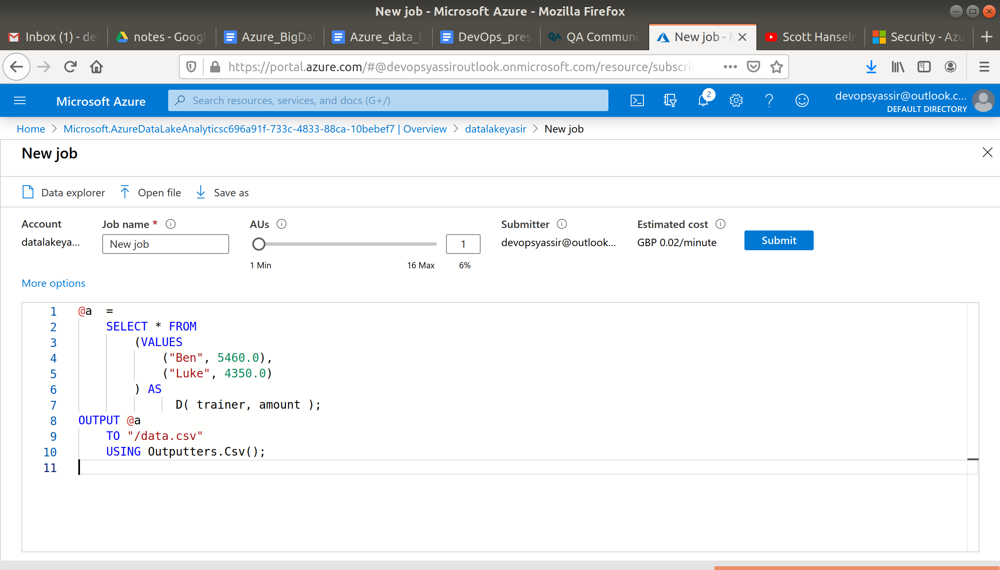 New job - Microsoft Azure - Mozilla Firefox
Inbox (1) - dev notes - Googl Azure_BigDat Azure_data_la DevOps_pres QA Communi New job - M Scott Hanselm Security - Azu
https://portal.azure.com/#@devopsyassiroutlook.onmicrosoft.com/resource/subscrip
Microsoft Azure Search resources, services, and docs (G+/) 2 devopsyassir@outlook.c...
DEFAULT DIRECTORY
Home > Microsoft.AzureDataLakeAnalyticsc696a91f-733c-4833-88ca-10bebef7 | Overview > datalakeyasir > New job
New job
Data explorer Open file Save as
Account Job name * AUs Submitter Estimated cost
datalakeya... New job 1 devopsyassir@outlook... GBP 0.02/minute Submit
1 Min 16 Max 6%
More options
1 @a  =
2     SELECT * FROM
3         (VALUES
4             ("Ben", 5460.0),
5             ("Luke", 4350.0)
6         ) AS
7               D( trainer, amount );
8 OUTPUT @a
9     TO "/data.csv"
10     USING Outputters.Csv();
11